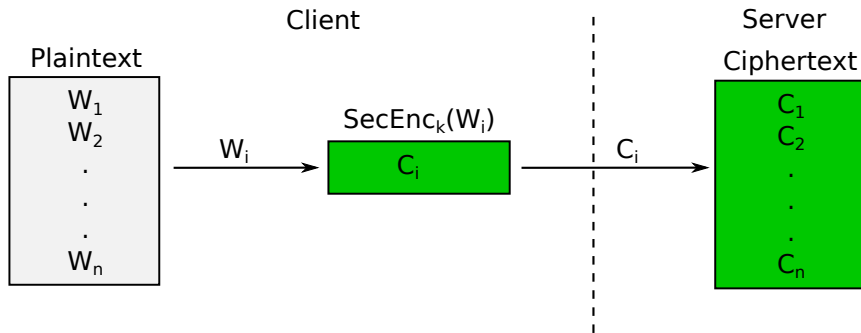 Client
Server
Plaintext
Ciphertext
W₁
W₂
.
.
.
Wₙ
Wᵢ
SecEncₖ(Wᵢ)
Cᵢ
Cᵢ
C₁
C₂
.
.
.
Cₙ